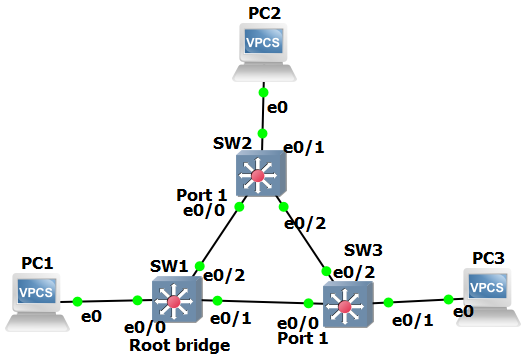 PC2
VPCS
e0
SW2
e0/1
Port 1
e0/0
e0/2
PC1
VPCS
e0
SW1
e0/2
e0/0
e0/1
Root bridge
SW3
e0/2
e0/0
Port 1
e0/1
PC3
VPCS
e0